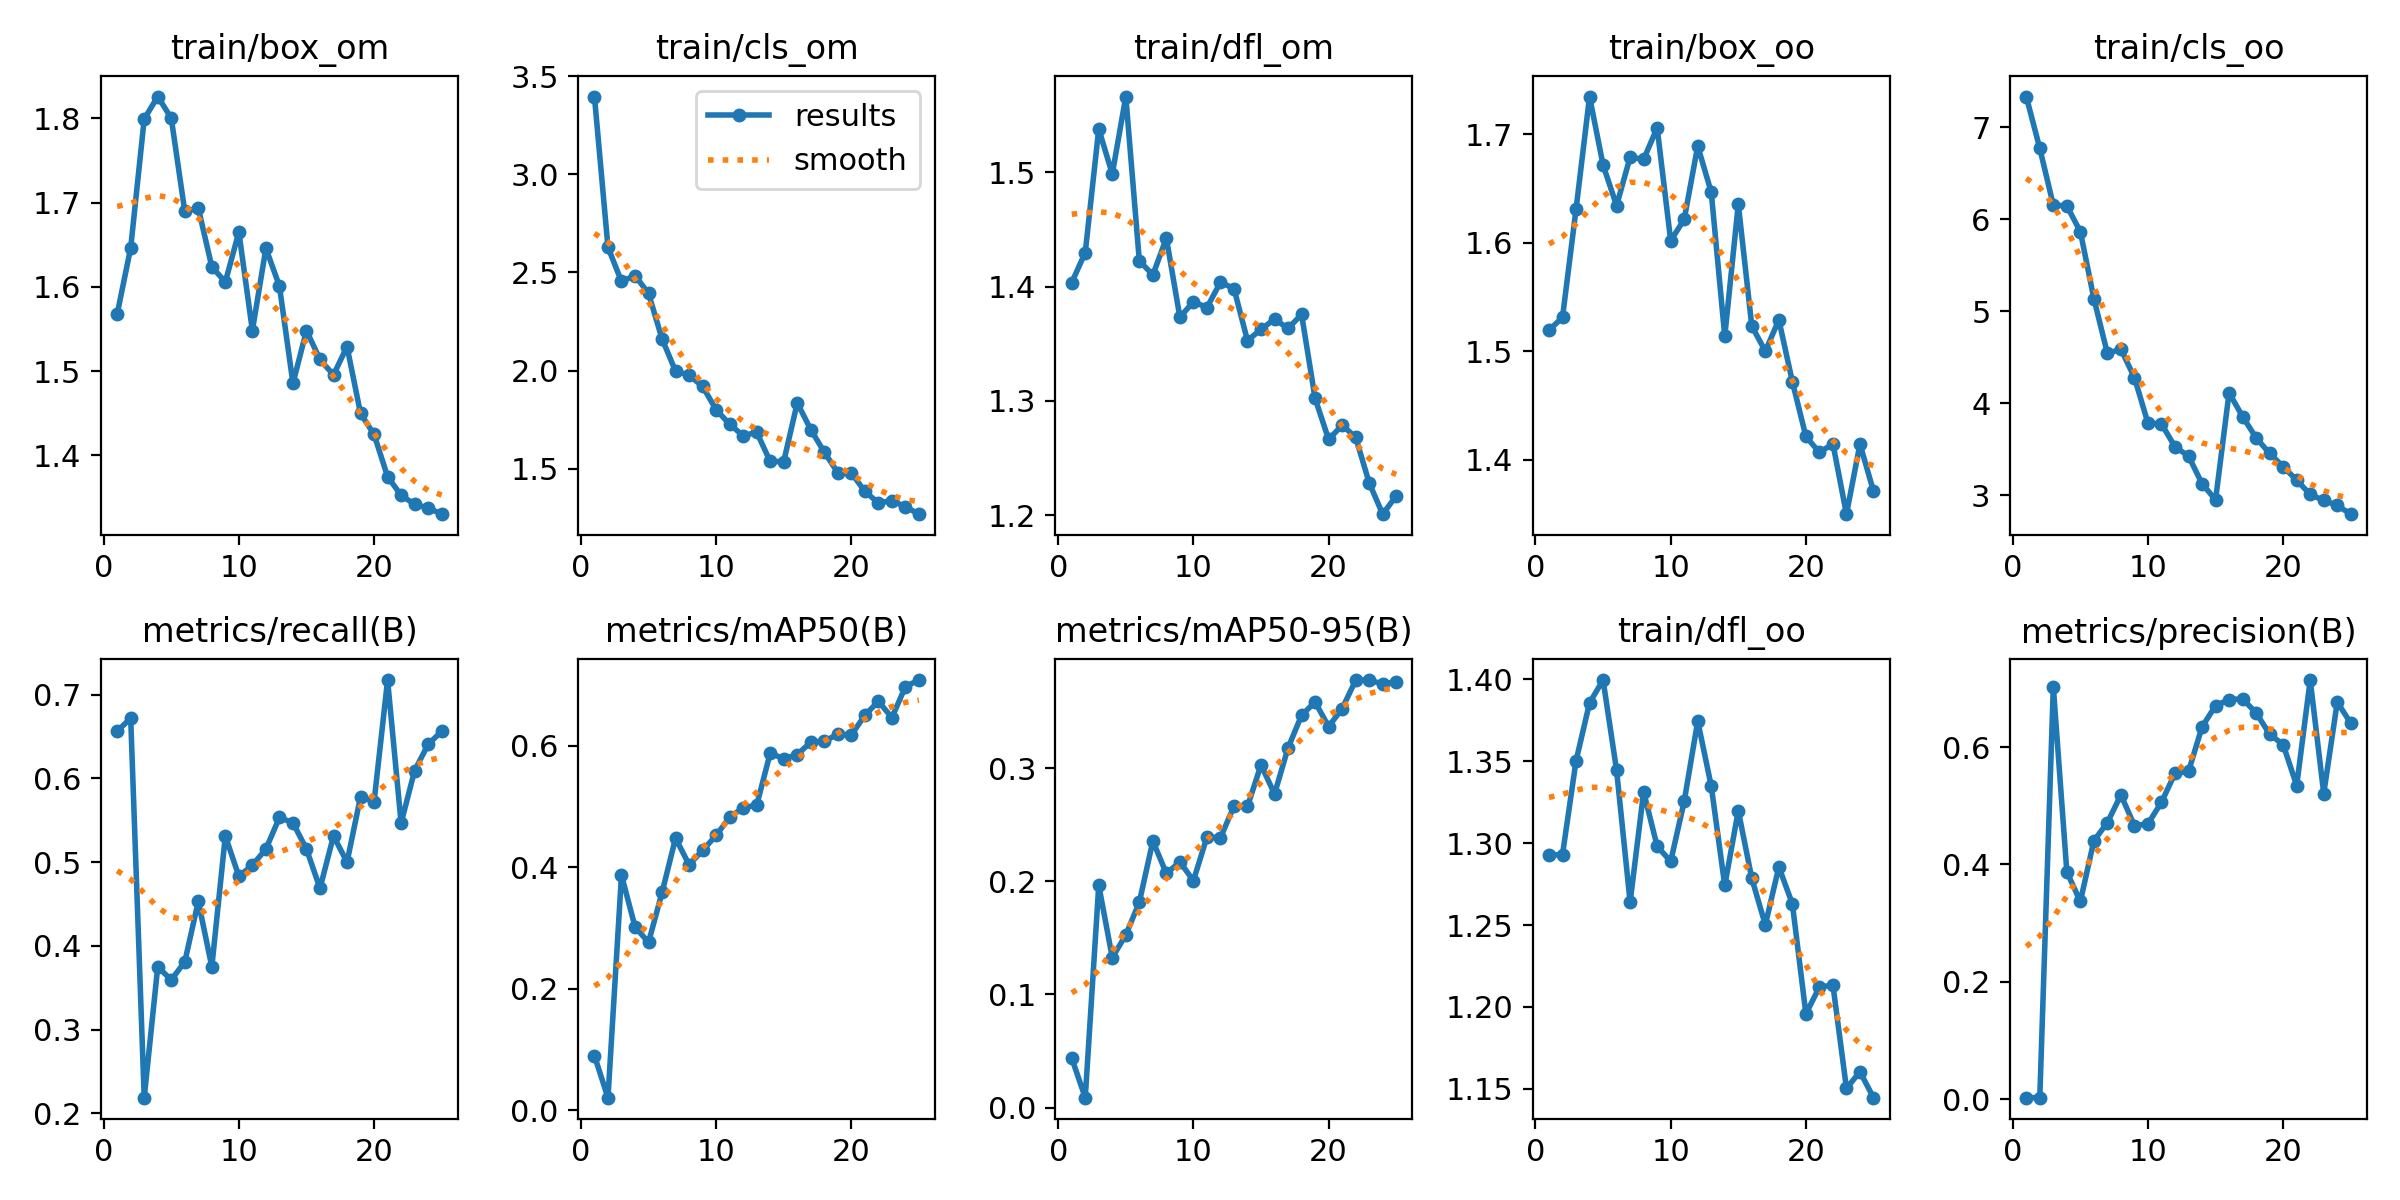 train/box_om
train/cls_om
train/dfl_om
train/box_oo
train/cls_oo
1.8
1.7
1.6
1.5
1.4
0 10 20
3.5
3.0
2.5
2.0
1.5
0 10 20
results
smooth
1.5
1.4
1.3
1.2
0 10 20
1.7
1.6
1.5
1.4
0 10 20
7
6
5
4
3
0 10 20
metrics/recall(B)
metrics/mAP50(B)
metrics/mAP50-95(B)
train/dfl_oo
metrics/precision(B)
0.7
0.6
0.5
0.4
0.3
0.2
0 10 20
0.6
0.4
0.2
0.0
0 10 20
0.3
0.2
0.1
0.0
0 10 20
1.40
1.35
1.30
1.25
1.20
1.15
0 10 20
0.6
0.4
0.2
0.0
0 10 20